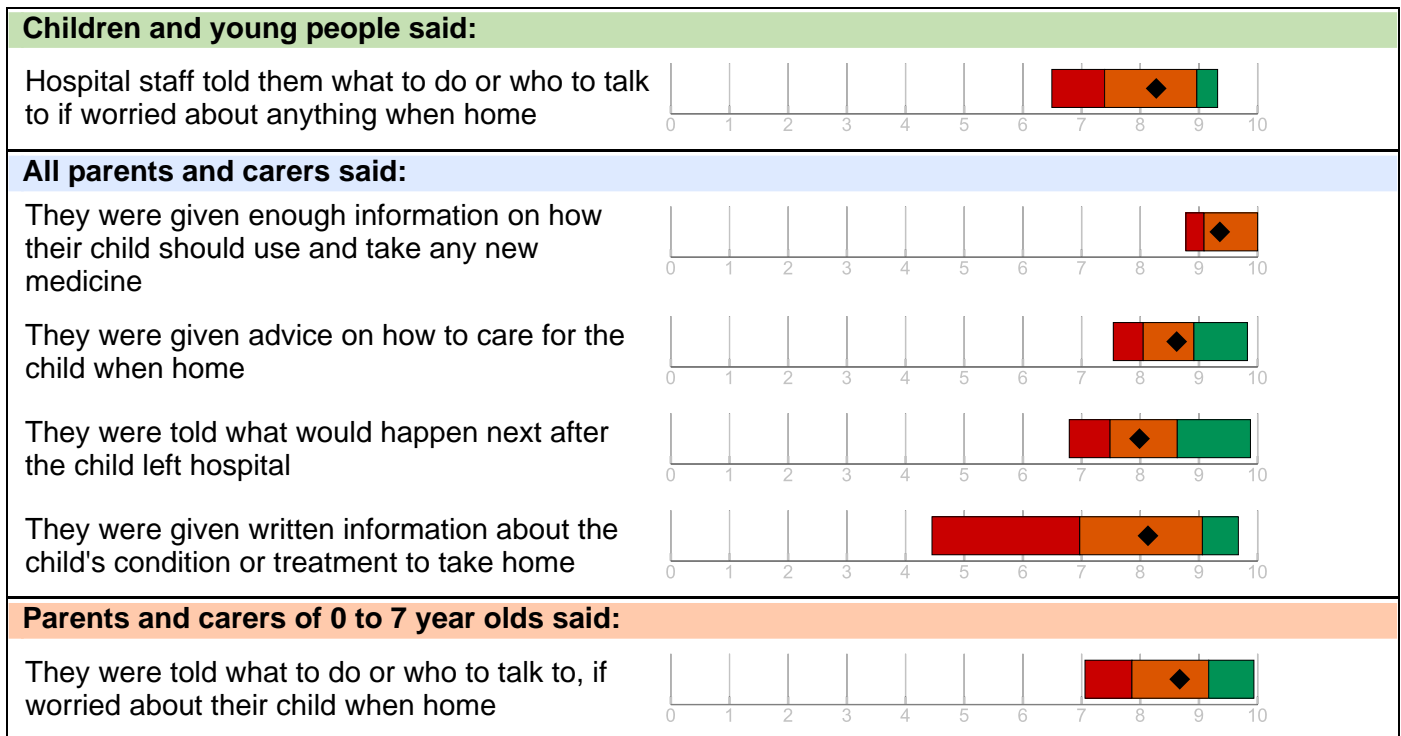 Children and young people said:
Hospital staff told them what to do or who to talk
to if worried about anything when home
0 1 2 3 4 5 6 7 8 9 10
All parents and carers said:
They were given enough information on how
their child should use and take any new
medicine
0 1 2 3 4 5 6 7 8 9 10
They were given advice on how to care for the
child when home
0 1 2 3 4 5 6 7 8 9 10
They were told what would happen next after
the child left hospital
0 1 2 3 4 5 6 7 8 9 10
They were given written information about the
child's condition or treatment to take home
0 1 2 3 4 5 6 7 8 9 10
Parents and carers of 0 to 7 year olds said:
They were told what to do or who to talk to, if
worried about their child when home
0 1 2 3 4 5 6 7 8 9 10